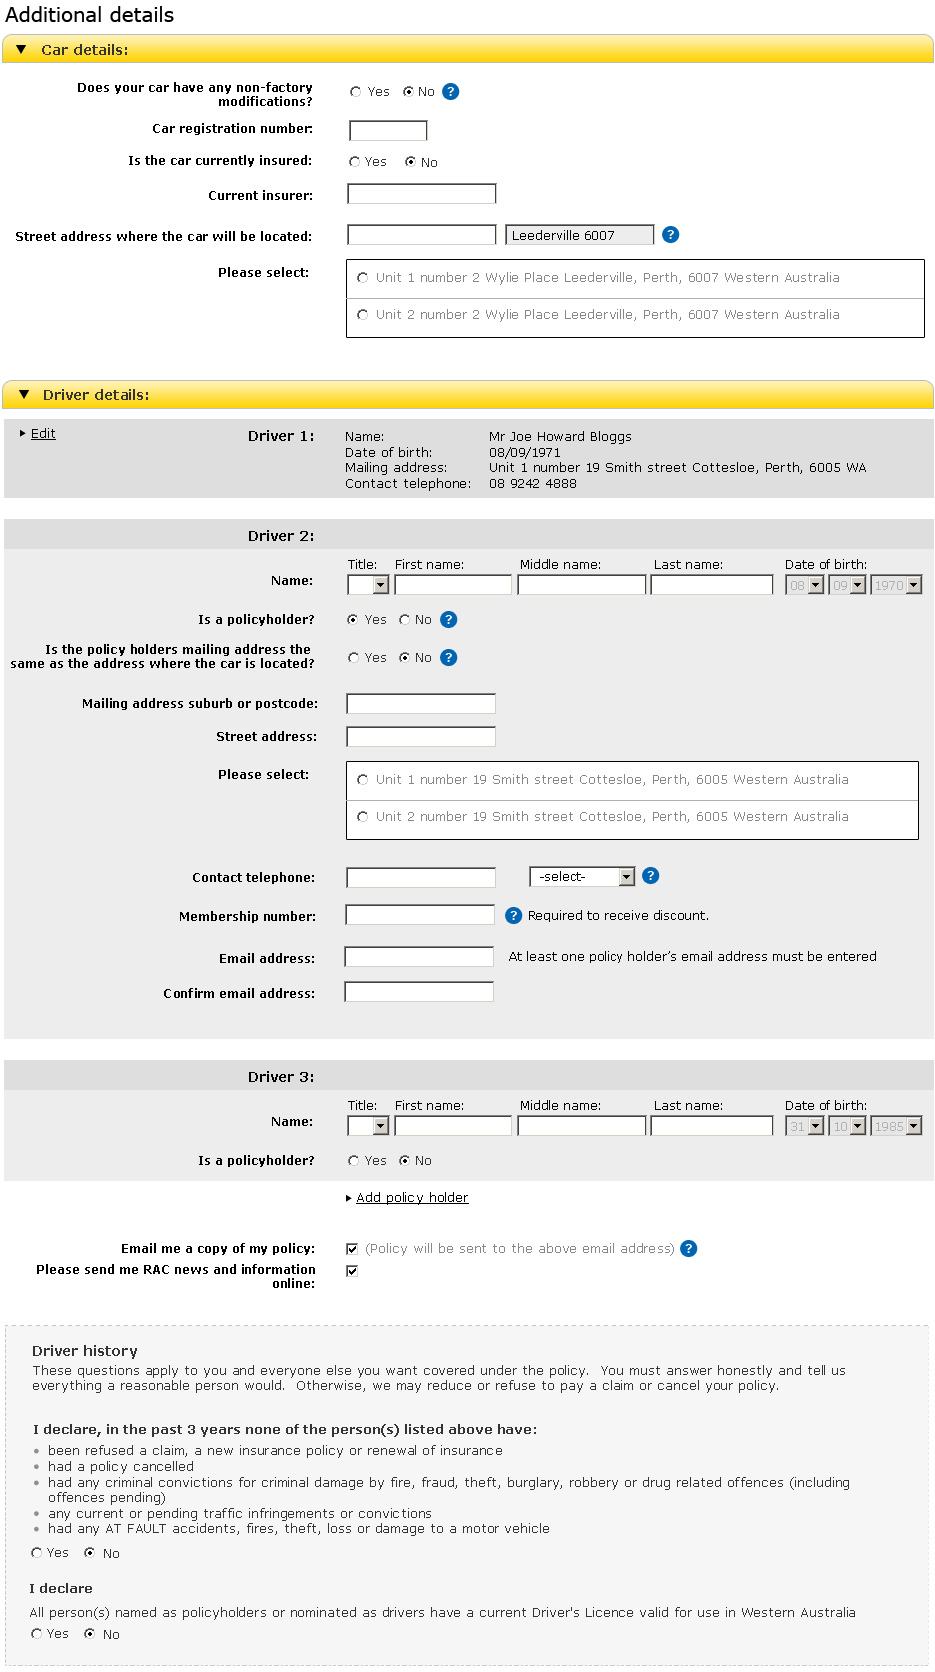 Additional details
▼ Car details:
Does your car have any non-factory
modifications?
Yes No ?
Car registration number:
Is the car currently insured: Yes No
Current insurer:
Street address where the car will be located: Leederville 6007 ?
Please select: Unit 1 number 2 Wylie Place Leederville, Perth, 6007 Western Australia
Unit 2 number 2 Wylie Place Leederville, Perth, 6007 Western Australia
▼ Driver details:
Edit Driver 1: Name: Mr Joe Howard Bloggs
Date of birth: 08/09/1971
Mailing address: Unit 1 number 19 Smith street Cottesloe, Perth, 6005 WA
Contact telephone: 08 9242 4888
Driver 2:
Title: First name: Middle name: Last name: Date of birth:
Name: 08 09 1970
Is a policyholder? Yes No ?
Is the policy holders mailing address the
same as the address where the car is located?
Yes No ?
Mailing address suburb or postcode:
Street address:
Please select: Unit 1 number 19 Smith street Cottesloe, Perth, 6005 Western Australia
Unit 2 number 19 Smith street Cottesloe, Perth, 6005 Western Australia
Contact telephone: -select- ?
Membership number: ? Required to receive discount.
Email address: At least one policy holder's email address must be entered
Confirm email address:
Driver 3:
Title: First name: Middle name: Last name: Date of birth:
Name: 31 10 1985
Is a policyholder? Yes No
Add policy holder
Email me a copy of my policy: (Policy will be sent to the above email address) ?
Please send me RAC news and information
online:
Driver history
These questions apply to you and everyone else you want covered under the policy. You must answer honestly and tell us
everything a reasonable person would. Otherwise, we may reduce or refuse to pay a claim or cancel your policy.
I declare, in the past 3 years none of the person(s) listed above have:
• been refused a claim, a new insurance policy or renewal of insurance
• had a policy cancelled
• had any criminal convictions for criminal damage by fire, fraud, theft, burglary, robbery or drug related offences (including
offences pending)
• any current or pending traffic infringements or convictions
• had any AT FAULT accidents, fires, theft, loss or damage to a motor vehicle
Yes No
I declare
All person(s) named as policyholders or nominated as drivers have a current Driver's Licence valid for use in Western Australia
Yes No